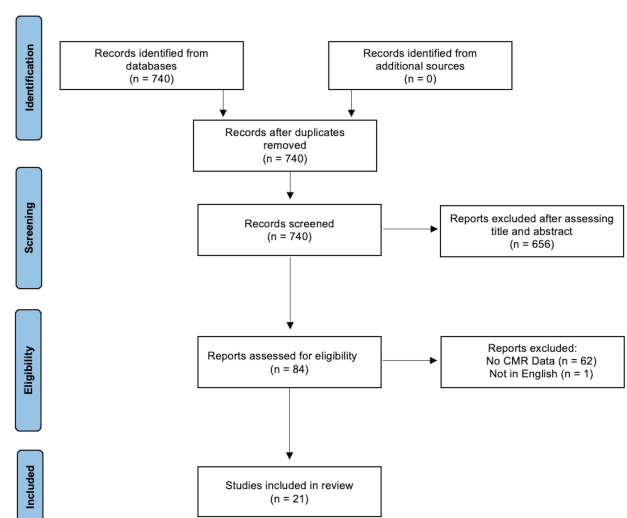 Identification
Records identified from
databases
(n = 740)
Records identified from
additional sources
(n = 0)
Records after duplicates
removed
(n = 740)
Screening
Records screened
(n = 740)
Reports excluded after assessing
title and abstract
(n = 656)
Eligibility
Reports assessed for eligibility
(n = 84)
Reports excluded:
No CMR Data (n = 62)
Not in English (n = 1)
Included
Studies included in review
(n = 21)